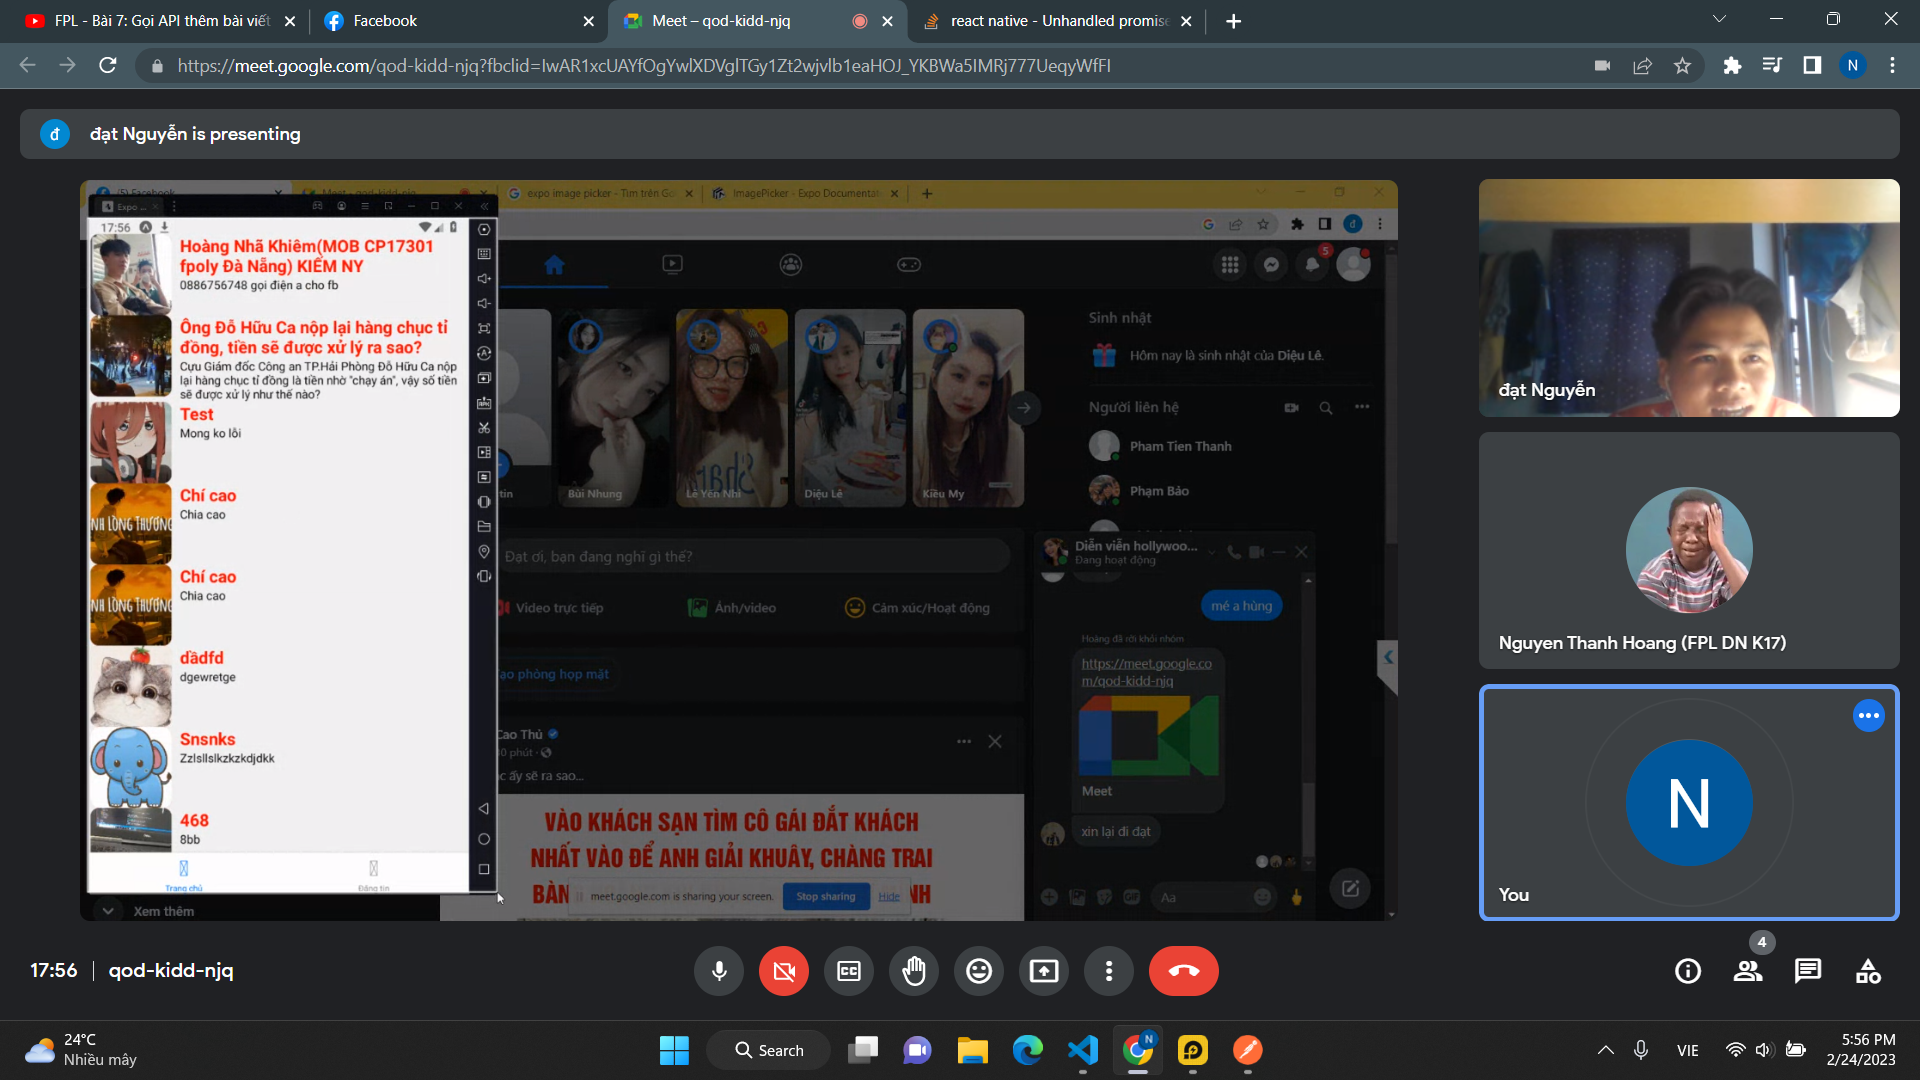 FPL - Bài 7: Gọi API thêm bài viết
Facebook
Meet – qod-kidd-njq
react native - Unhandled promise
https://meet.google.com/qod-kidd-njq?fbclid=IwAR1xcUAYfOgYwlXDVglTGy1Zt2wjvlb1eaHOJ_YKBWa5IMRj777UeqyWfFI
N
đ
đạt Nguyễn is presenting
(5) Facebook
Meet - qod-kidd-njq
expo image picker - Tìm trên Go
ImagePicker - Expo Documentat
Expo ...
17:56
Hoàng Nhã Khiêm(MOB CP17301
fpoly Đà Nẵng) KIẾM NY
0886756748 gọi điện a cho fb
Ông Đỗ Hữu Ca nộp lại hàng chục tỉ
đồng, tiền sẽ được xử lý ra sao?
Cựu Giám đốc Công an TP.Hải Phòng Đỗ Hữu Ca nộp
lại hàng chục tỉ đồng là tiền nhờ "chạy án", vậy số tiền
sẽ được xử lý như thế nào?
Test
Mong ko lỗi
Chí cao
Chia cao
NH LÒNG THƯƠNG
Chí cao
Chia cao
NH LÒNG THƯƠNG
dầdfd
dgewretge
Snsnks
Zzlsllslkzkzkdjdkk
468
8bb
Trang chủ
Đăng tin
Xem thêm
5
tin
Bùi Nhung
Lê Yến Nhi
Diệu Lê
Kiều My
Sinh nhật
Hôm nay là sinh nhật của Diệu Lê.
Người liên hệ
Pham Tien Thanh
Phạm Bảo
Đạt ơi, bạn đang nghĩ gì thế?
Video trực tiếp
Ảnh/video
Cảm xúc/Hoạt động
ạo phòng họp mặt
Cao Thủ
0 phút
c ấy sẽ ra sao...
VÀO KHÁCH SẠN TÌM CÔ GÁI ĐẮT KHÁCH
NHẤT VÀO ĐỂ ANH GIẢI KHUÂY, CHÀNG TRAI
BÀN
NH
meet.google.com is sharing your screen.
Stop sharing
Hide
Diễn viễn hollywoo...
Đang hoạt động
mé a hùng
Hoàng đã rời khỏi nhóm
https://meet.google.co
m/qod-kidd-njq
Meet
xin lại đi đạt
Aa
đạt Nguyễn
Nguyen Thanh Hoang (FPL DN K17)
N
You
17:56
qod-kidd-njq
4
24°C
Nhiều mây
Search
VIE
5:56 PM
2/24/2023